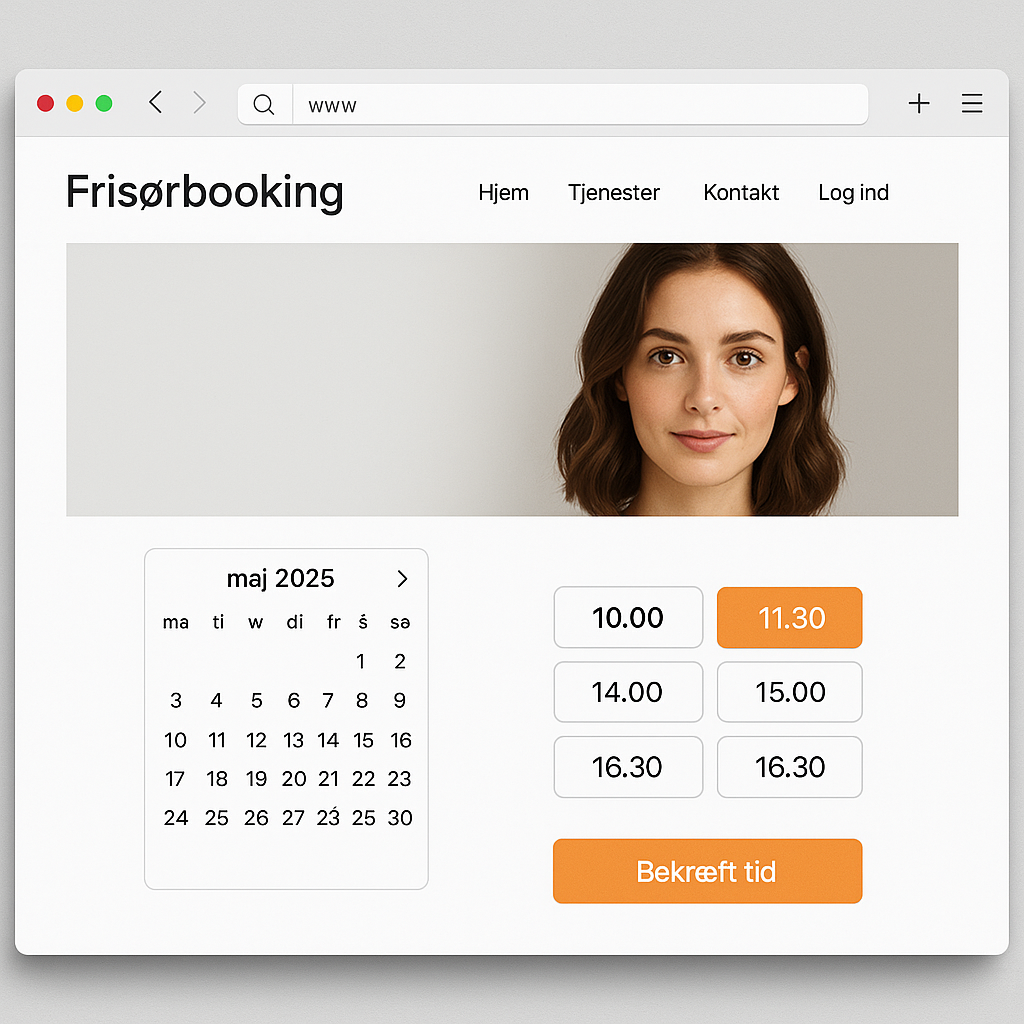 www
Frisørbooking
Hjem Tjenester Kontakt Log ind
maj 2025
ma ti w di fr ś sə
1 2
3 4 5 6 7 8 9
10 11 12 13 14 15 16
17 18 19 20 21 22 23
24 25 26 27 23́ 25 30
10.00 11.30
14.00 15.00
16.30 16.30
Bekræft tid